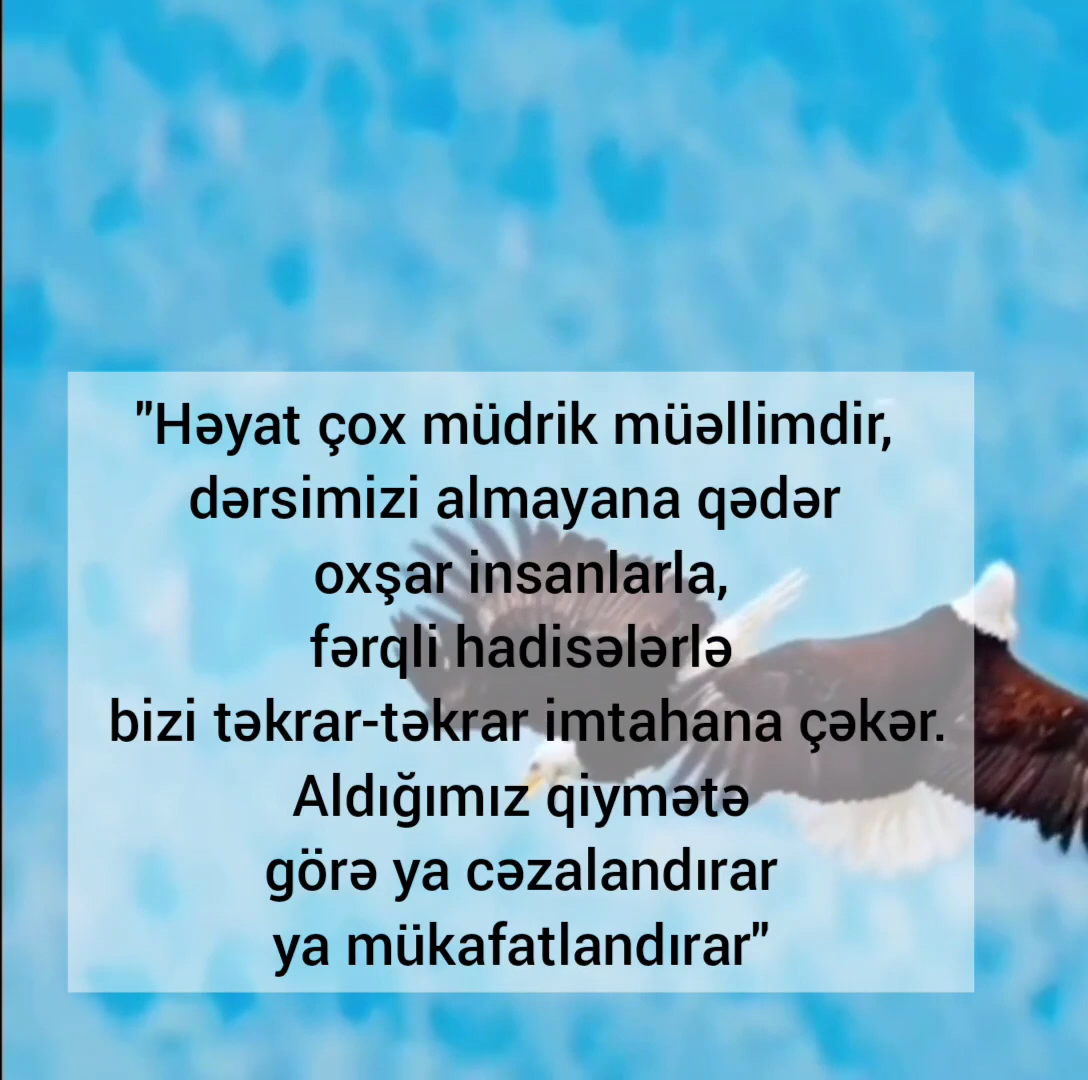 "Həyat çox müdrik müəllimdir,
dərsimizi almayana qədər
oxşar insanlarla,
fərqli hadisələrlə
bizi təkrar-təkrar imtahana çəkər.
Aldığımız qiymətə
görə ya cəzalandırar
ya mükafatlandırar"